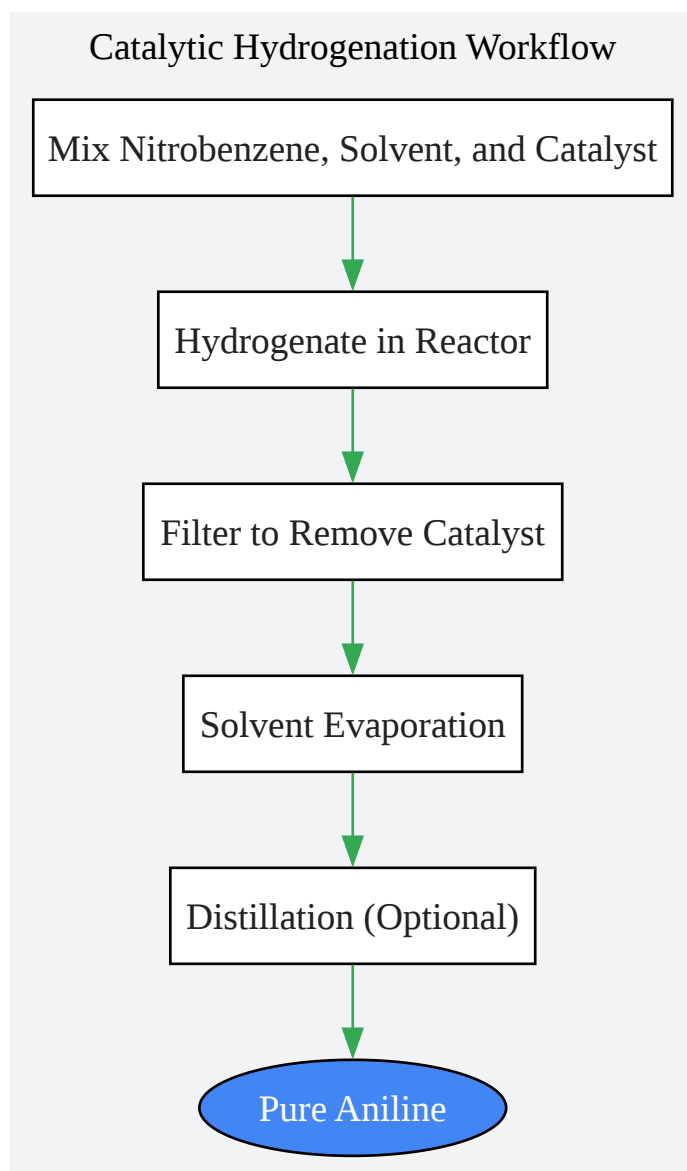 Catalytic Hydrogenation Workflow
Mix Nitrobenzene, Solvent, and Catalyst
Hydrogenate in Reactor
Filter to Remove Catalyst
Solvent Evaporation
Distillation (Optional)
Pure Aniline